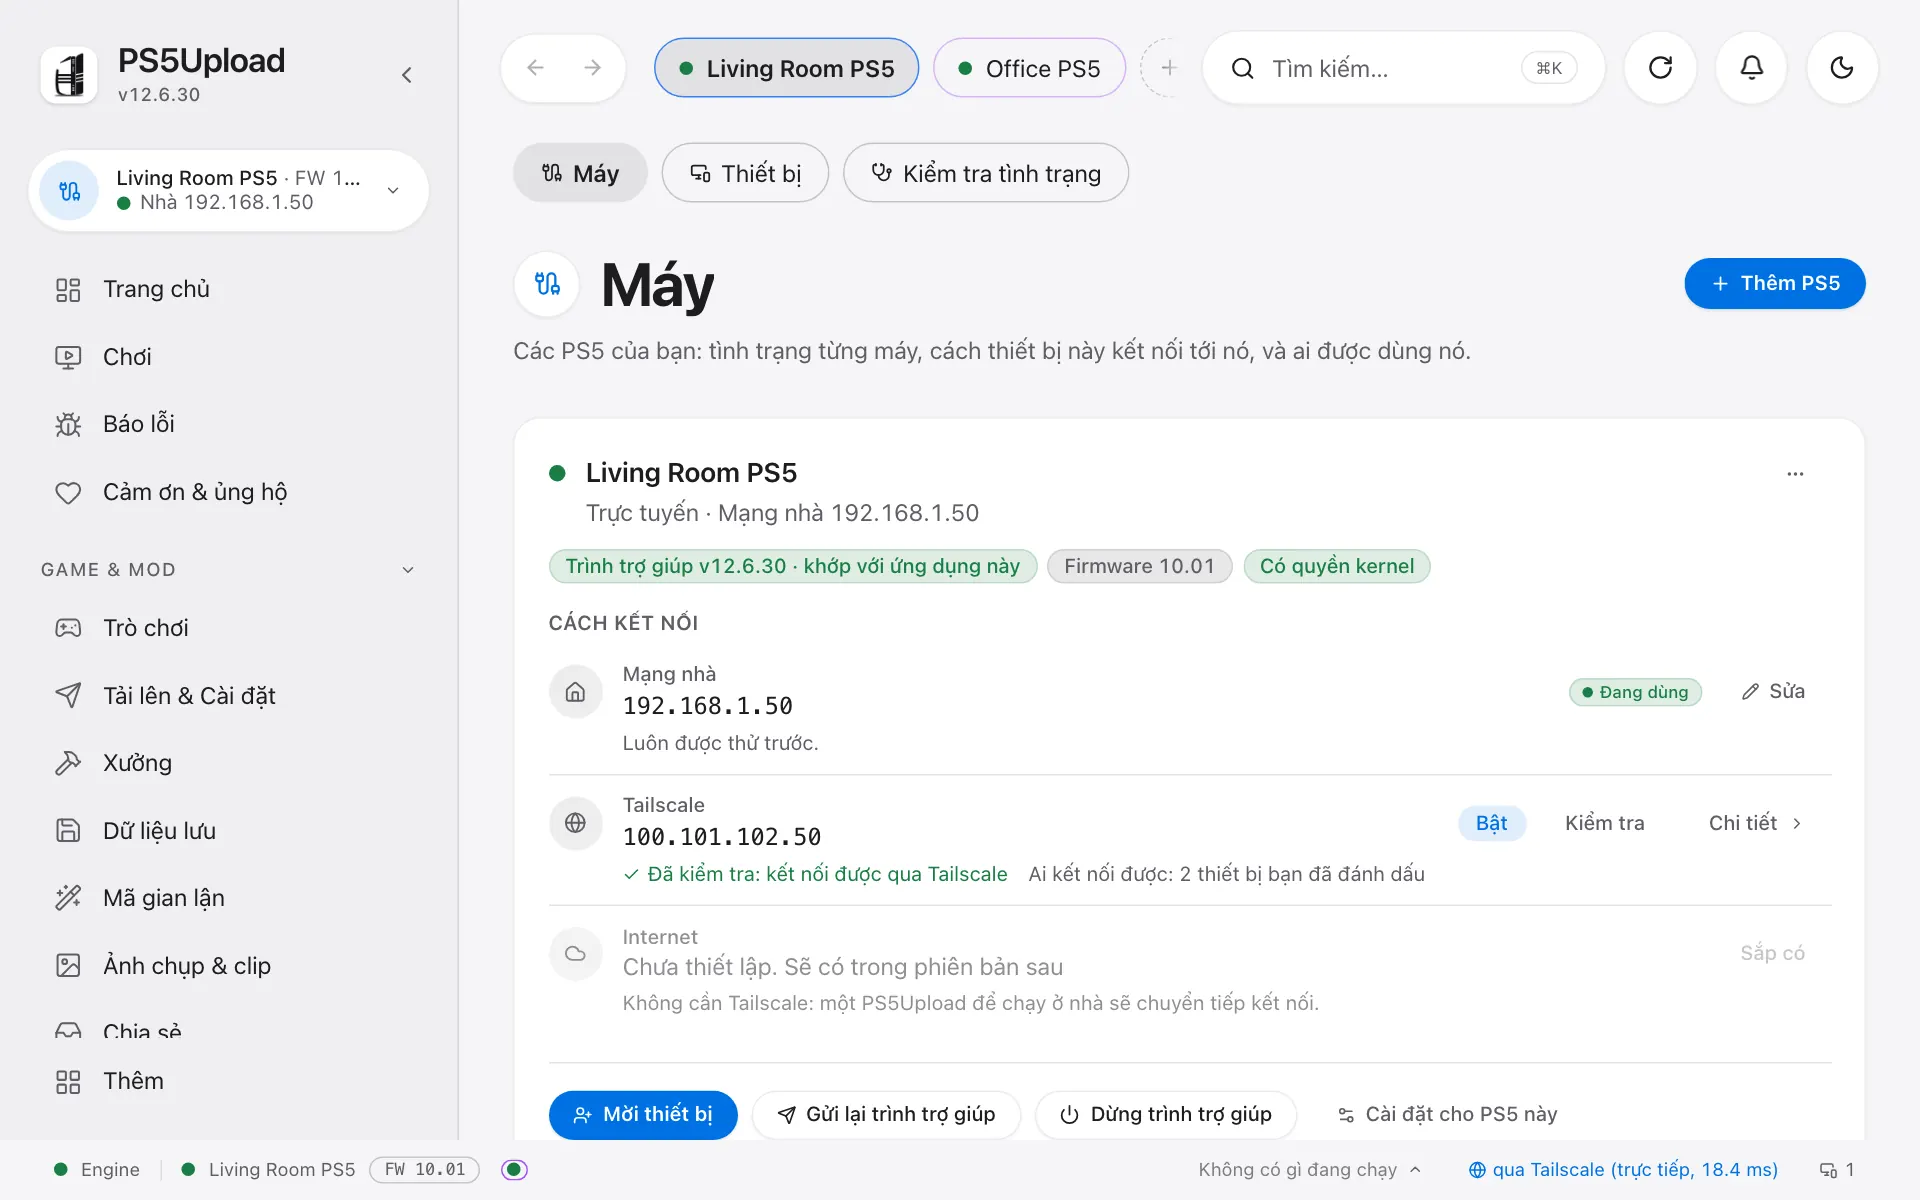 PS5Upload
v12.6.30
Living Room PS5 · FW 1...
Nhà 192.168.1.50
Trang chủ
Chơi
Báo lỗi
Cảm ơn & ủng hộ
GAME & MOD
Trò chơi
Tải lên & Cài đặt
Xưởng
Dữ liệu lưu
Mã gian lận
Ảnh chụp & clip
Chia sẻ
Thêm
Living Room PS5
Office PS5
Tìm kiếm...
⌘K
Máy
Thiết bị
Kiểm tra tình trạng
Máy
Thêm PS5
Các PS5 của bạn: tình trạng từng máy, cách thiết bị này kết nối tới nó, và ai được dùng nó.
Living Room PS5
Trực tuyến · Mạng nhà 192.168.1.50
Trình trợ giúp v12.6.30 · khớp với ứng dụng này
Firmware 10.01
Có quyền kernel
CÁCH KẾT NỐI
Mạng nhà
192.168.1.50
Luôn được thử trước.
Đang dùng
Sửa
Tailscale
100.101.102.50
Đã kiểm tra: kết nối được qua Tailscale
Ai kết nối được: 2 thiết bị bạn đã đánh dấu
Bật
Kiểm tra
Chi tiết
Internet
Chưa thiết lập. Sẽ có trong phiên bản sau
Không cần Tailscale: một PS5Upload để chạy ở nhà sẽ chuyển tiếp kết nối.
Sắp có
Mời thiết bị
Gửi lại trình trợ giúp
Dừng trình trợ giúp
Cài đặt cho PS5 này
Engine
Living Room PS5
FW 10.01
Không có gì đang chạy
qua Tailscale (trực tiếp, 18.4 ms)
1